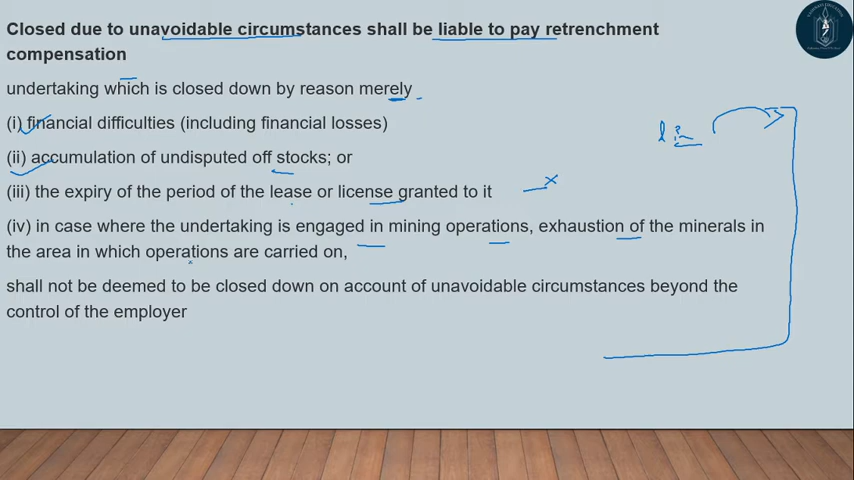 Closed due to unavoidable circumstances shall be liable to pay retrenchment
compensation
undertaking which is closed down by reason merely
(i) financial difficulties (including financial losses)
(ii) accumulation of undisputed off stocks; or
(iii) the expiry of the period of the lease or license granted to it
(iv) in case where the undertaking is engaged in mining operations, exhaustion of the minerals in
the area in which operations are carried on,
shall not be deemed to be closed down on account of unavoidable circumstances beyond the
control of the employer